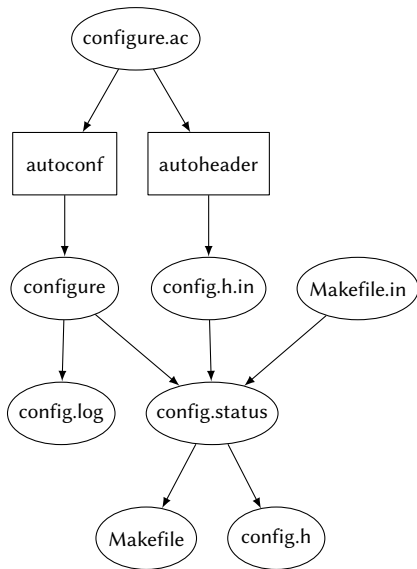 configure.ac
autoconf
autoheader
configure
config.h.in
Makefile.in
config.log
config.status
Makefile
config.h